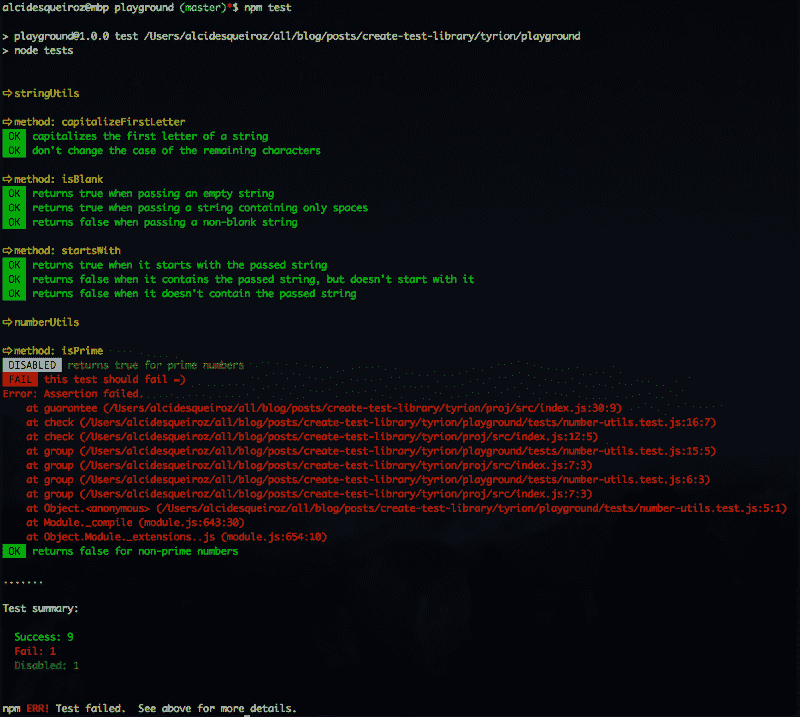 alcidesqueiroz@mbp playground (master)*$ npm test
> playground@1.0.0 test /Users/alcidesqueiroz/all/blog/posts/create-test-library/tyrion/playground
> node tests
⇨stringUtils
⇨method: capitalizeFirstLetter
OK capitalizes the first letter of a string
OK don't change the case of the remaining characters
⇨method: isBlank
OK returns true when passing an empty string
OK returns true when passing a string containing only spaces
OK returns false when passing a non-blank string
⇨method: startsWith
OK returns true when it starts with the passed string
OK returns false when it contains the passed string, but doesn't start with it
OK returns false when it doesn't contain the passed string
⇨numberUtils
⇨method: isPrime
DISABLED returns true for prime numbers
FAIL this test should fail =)
Error: Assertion failed.
at guarantee (/Users/alcidesqueiroz/all/blog/posts/create-test-library/tyrion/proj/src/index.js:30:9)
at check (/Users/alcidesqueiroz/all/blog/posts/create-test-library/tyrion/playground/tests/number-utils.test.js:16:7)
at check (/Users/alcidesqueiroz/all/blog/posts/create-test-library/tyrion/proj/src/index.js:12:5)
at group (/Users/alcidesqueiroz/all/blog/posts/create-test-library/tyrion/playground/tests/number-utils.test.js:15:5)
at group (/Users/alcidesqueiroz/all/blog/posts/create-test-library/tyrion/proj/src/index.js:7:3)
at group (/Users/alcidesqueiroz/all/blog/posts/create-test-library/tyrion/playground/tests/number-utils.test.js:6:3)
at group (/Users/alcidesqueiroz/all/blog/posts/create-test-library/tyrion/proj/src/index.js:7:3)
at Object.<anonymous> (/Users/alcidesqueiroz/all/blog/posts/create-test-library/tyrion/playground/tests/number-utils.test.js:5:1)
at Module._compile (module.js:643:30)
at Object.Module._extensions..js (module.js:654:10)
OK returns false for non-prime numbers
.......
Test summary:
Success: 9
Fail: 1
Disabled: 1
npm ERR! Test failed.  See above for more details.